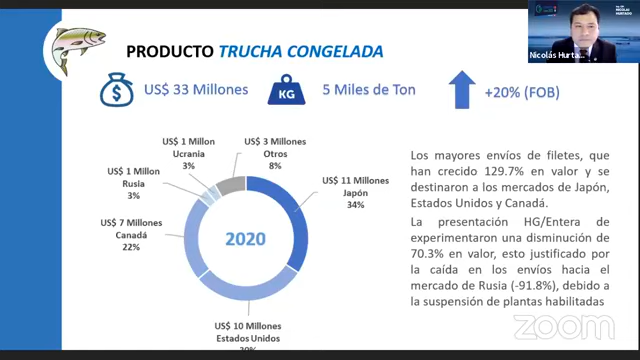 PRODUCTO TRUCHA CONGELADA
US$ 33 Millones
KG
5 Miles de Ton
+20% (FOB)
US$ 1 Millon
Ucrania
3%
US$ 3 Millones
Otros
8%
US$ 1 Millon
Rusia
3%
US$ 11 Millones
Japón
34%
US$ 7 Millones
Canadá
22%
2020
US$ 10 Millones
Estados Unidos
Los mayores envíos de filetes, que
han crecido 129.7% en valor y se
destinaron a los mercados de Japón,
Estados Unidos y Canadá.
La presentación HG/Entera de
experimentaron una disminución de
70.3% en valor, esto justificado por
la caída en los envíos hacia el
mercado de Rusia (-91.8%), debido a
la suspensión de plantas habilitadas
NICOLAS
HURTADO
Nicolás Hurta...
zoom